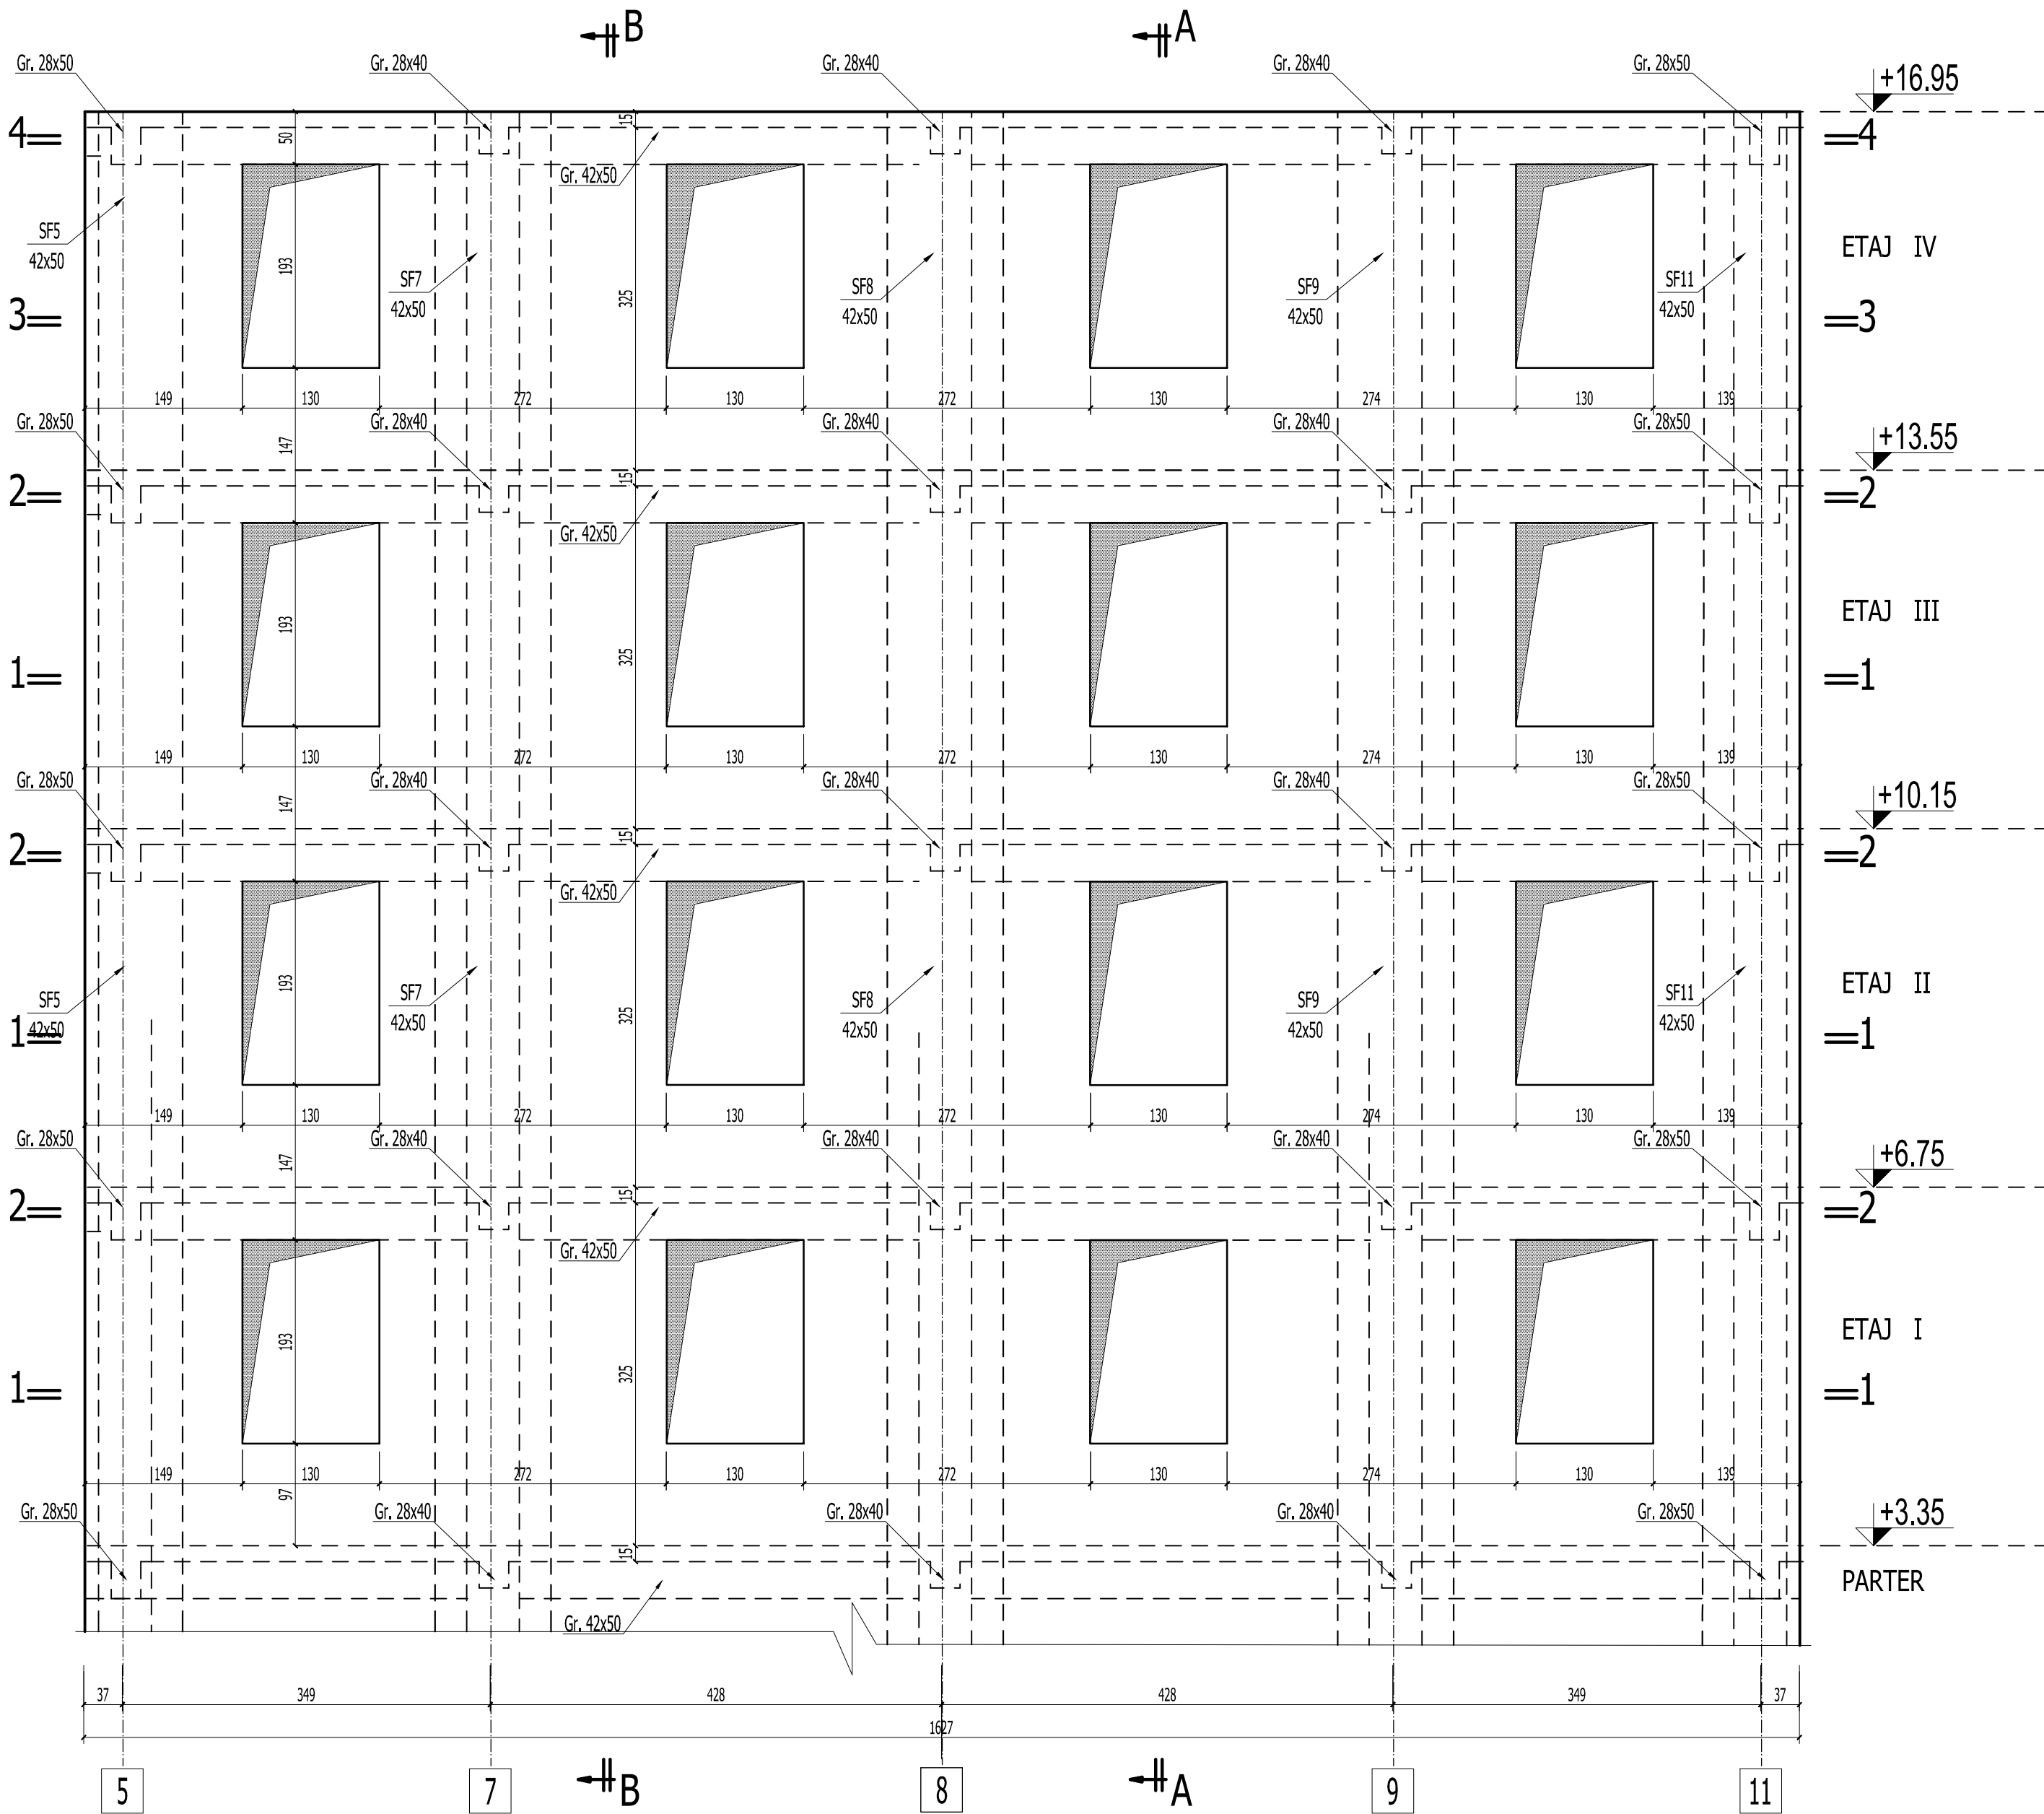 B A
Gr. 28x50 Gr. 28x40 Gr. 28x40 Gr. 28x40 Gr. 28x50 +16.95
4 50 15 4
Gr. 42x50
SF5 ETAJ IV
42x50 193 SF7 325 SF8 SF9 SF11
42x50 42x50 42x50 42x50
3 3
149 130 272 130 272 130 274 130 139
Gr. 28x50 Gr. 28x40 Gr. 28x40 Gr. 28x40 Gr. 28x50 +13.55
147
2 15 2
Gr. 42x50
193 325 ETAJ III
1 1
149 130 272 130 272 130 274 130 139
Gr. 28x50 Gr. 28x40 Gr. 28x40 Gr. 28x40 Gr. 28x50 +10.15
147
2 15 2
Gr. 42x50
193 ETAJ II
SF5 SF7 325 SF8 SF9 SF11
42x50 42x50 42x50 42x50 42x50
1 1
149 130 272 130 272 130 274 130 139
Gr. 28x50 Gr. 28x40 Gr. 28x40 Gr. 28x40 Gr. 28x50 +6.75
147
2 15 2
Gr. 42x50
193 325 ETAJ I
1 1
149 130 272 130 272 130 274 130 139
97
Gr. 28x50 Gr. 28x40 Gr. 28x40 Gr. 28x40 Gr. 28x50 +3.35
15 PARTER
Gr. 42x50
37 349 428 428 349 37
1627
5 7 B 8 A 9 11